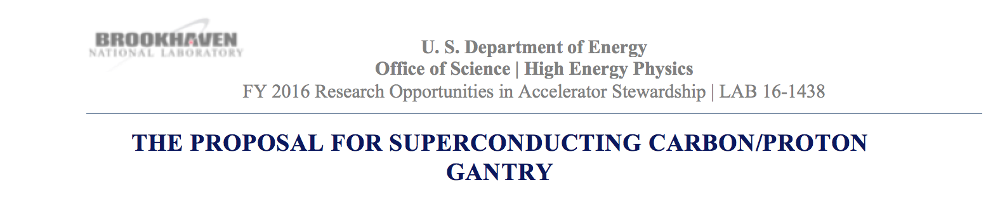 BROOKHAVEN
NATIONAL LABORATORY
U. S. Department of Energy
Office of Science | High Energy Physics
FY 2016 Research Opportunities in Accelerator Stewardship | LAB 16-1438
THE PROPOSAL FOR SUPERCONDUCTING CARBON/PROTON
GANTRY